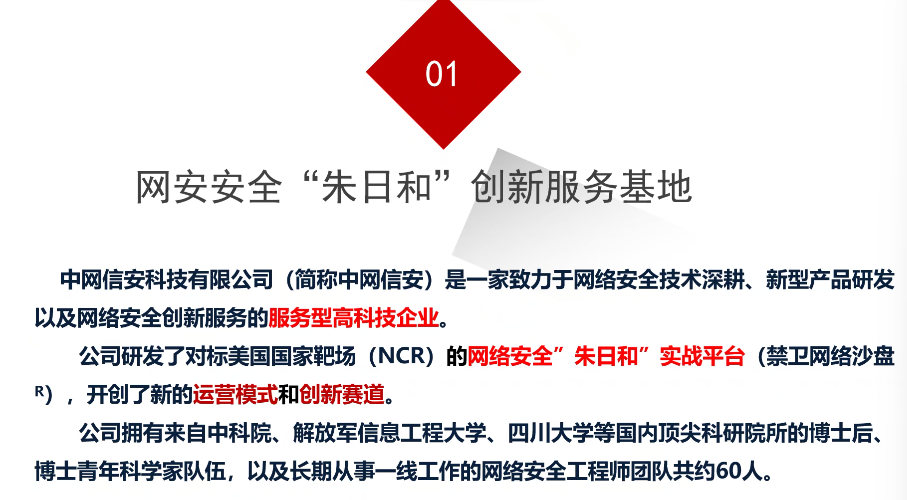 01
网安安全“朱日和”创新服务基地
中网信安科技有限公司（简称中网信安）是一家致力于网络安全技术深耕、新型产品研发
以及网络安全创新服务的服务型高科技企业。
公司研发了对标美国国家靶场（NCR）的网络安全”朱日和”实战平台（禁卫网络沙盘
R），开创了新的运营模式和创新赛道。
公司拥有来自中科院、解放军信息工程大学、四川大学等国内顶尖科研院所的博士后、
博士青年科学家队伍，以及长期从事一线工作的网络安全工程师团队共约60人。